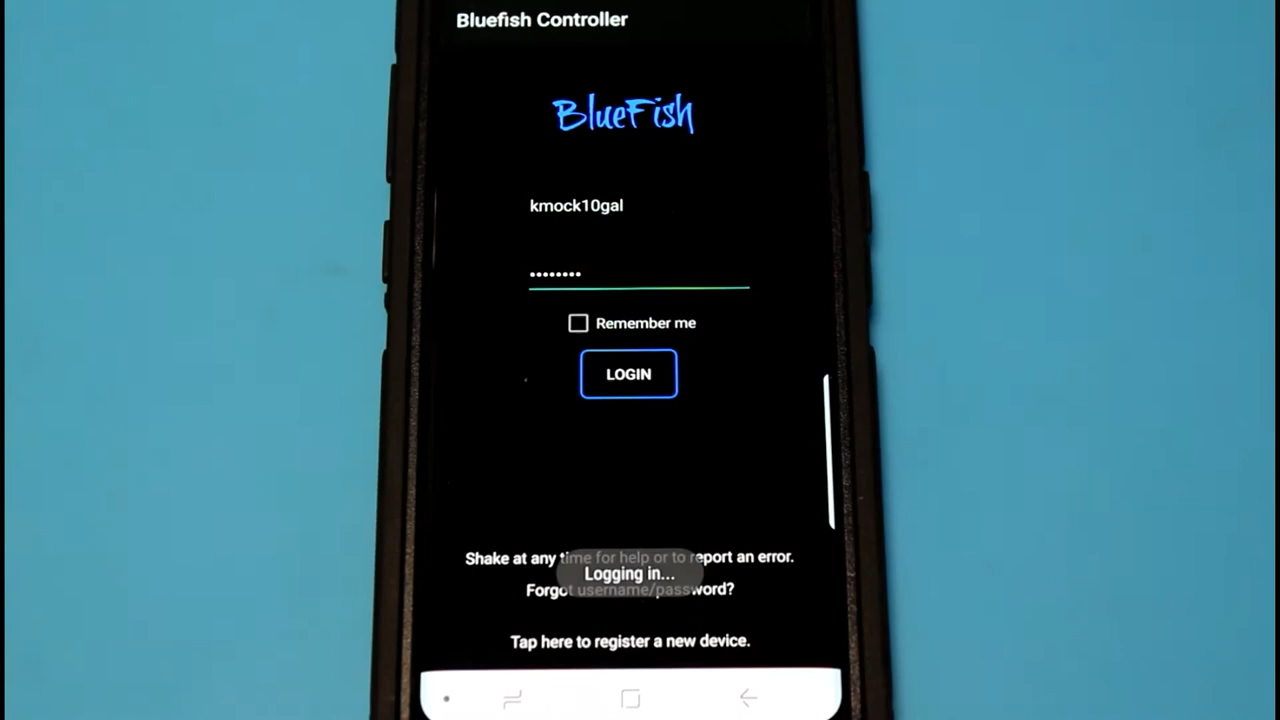 Bluefish Controller
BlueFish
kmock10gal
••••••••
Remember me
LOGIN
Shake at any time for help or to report an error.
Logging in...
Forgot username/password?
Tap here to register a new device.